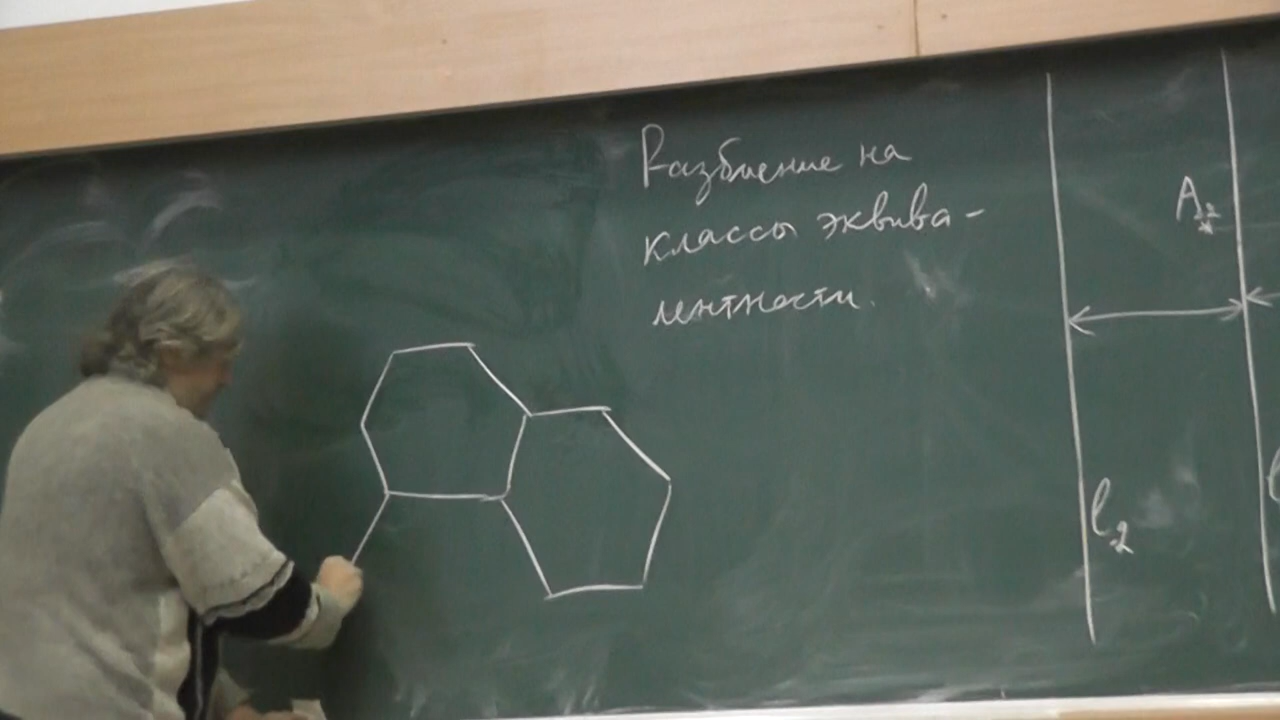 Разбиение на
классы эквива-
лентности.
A₂
l₂